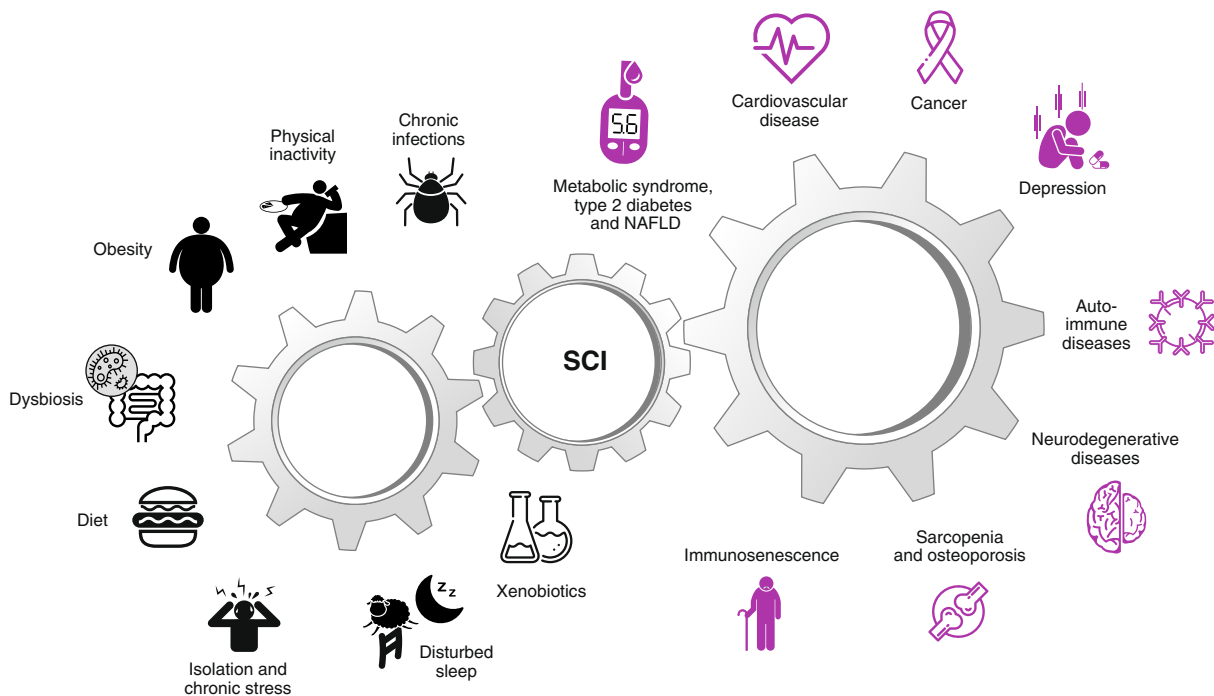 Chronic
infections
Physical
inactivity
Obesity
Dysbiosis
Diet
Isolation and
chronic stress
z z
Disturbed
sleep
Xenobiotics
SCI
5.6
Metabolic syndrome,
type 2 diabetes
and NAFLD
Cardiovascular
disease
Cancer
Depression
Auto-
immune
diseases
Neurodegenerative
diseases
Sarcopenia
and osteoporosis
Immunosenescence